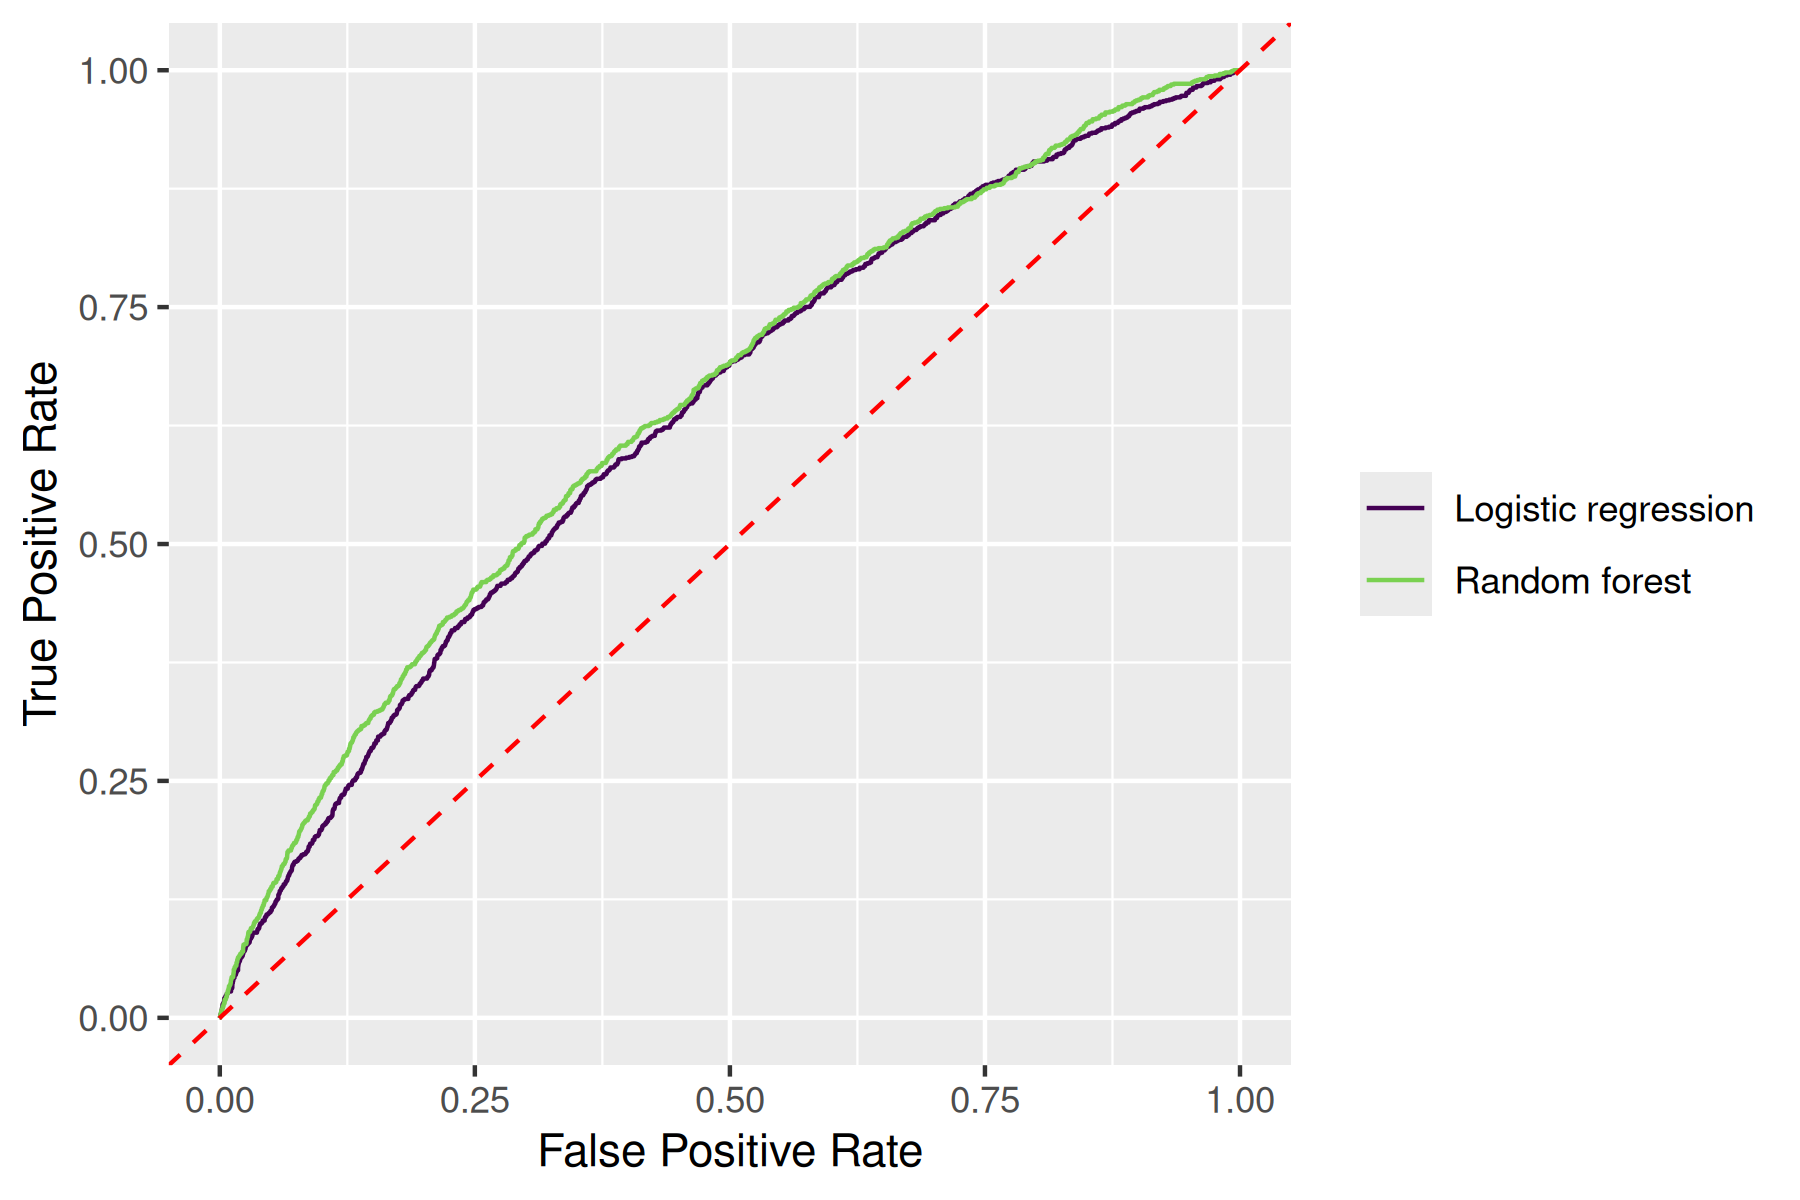 1.00
0.75
0.50
0.25
0.00
True Positive Rate
0.00 0.25 0.50 0.75 1.00
False Positive Rate
Logistic regression
Random forest